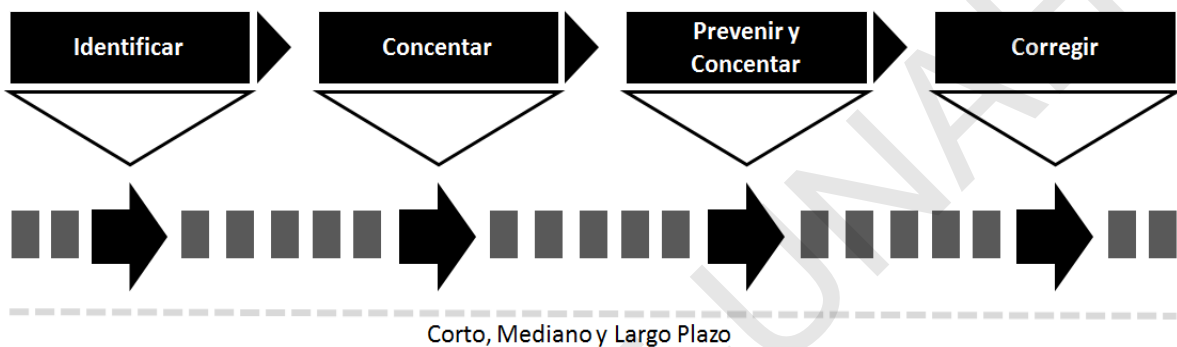 Identificar
Concentar
Prevenir y
Concentar
Corregir
Corto, Mediano y Largo Plazo